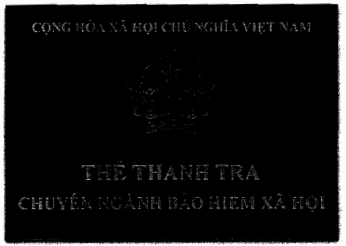 CỘNG HÒA XÃ HỘI CHỦ NGHĨA VIỆT NAM
THẺ THANH TRA
CHUYÊN NGÀNH BẢO HIỂM XÃ HỘI